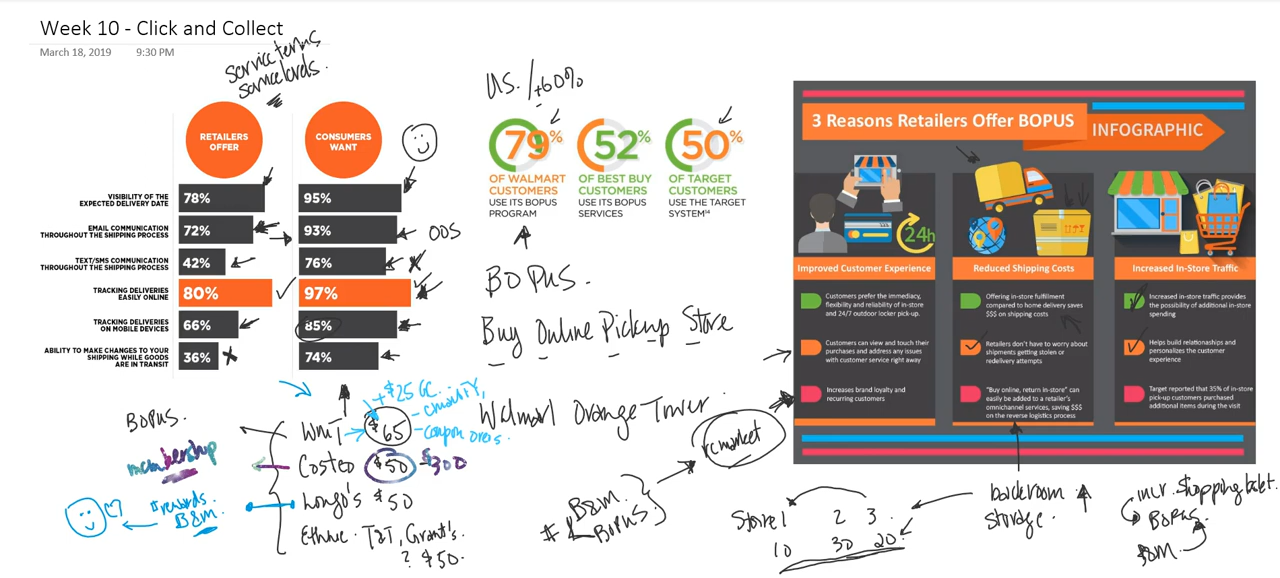 Week 10 - Click and Collect
March 18, 2019 9:30 PM
service terms
service levels.
RETAILERS
OFFER
CONSUMERS
WANT
VISIBILITY OF THE
EXPECTED DELIVERY DATE
78%
95%
EMAIL COMMUNICATION
THROUGHOUT THE SHIPPING PROCESS
72%
93%
OOS
TEXT/SMS COMMUNICATION
THROUGHOUT THE SHIPPING PROCESS
42%
76%
TRACKING DELIVERIES
EASILY ONLINE
80%
97%
TRACKING DELIVERIES
ON MOBILE DEVICES
66%
85%
ABILITY TO MAKE CHANGES TO YOUR
SHIPPING WHILE GOODS
ARE IN TRANSIT
36%
74%
US. / +60%
79%
OF WALMART
CUSTOMERS
USE ITS BOPUS
PROGRAM
52%
OF BEST BUY
CUSTOMERS
USE ITS BOPUS
SERVICES
50%
OF TARGET
CUSTOMERS
USE THE TARGET
SYSTEM¹⁴
BOPUS.
Buy Online Pickup Store
Walmart Orange Tower
3 Reasons Retailers Offer BOPUS
INFOGRAPHIC
24h
Improved Customer Experience
Customers prefer the immediacy,
flexibility and reliability of in-store
and 24/7 outdoor locker pick-up.
Customers can view and touch their
purchases and address any issues
with customer service right away
Increases brand loyalty and
recurring customers
Reduced Shipping Costs
Offering in-store fulfillment
compared to home delivery saves
$$$ on shipping costs
Retailers don't have to worry about
shipments getting stolen or
redelivery attempts
"Buy online, return in-store" can
easily be added to a retailer's
omnichannel services, saving $$$
on the reverse logistics process
Increased In-Store Traffic
Increased in-store traffic provides
the possibility of additional in-store
spending
Helps build relationships and
personalizes the customer
experience
Target reported that 35% of in-store
pick-up customers purchased
additional items during the visit
+ $25 GC.
BOPUS.
WMT $65
- coupon
membership
Costco $50 - $300
$rewards.
B&M.
Longo's $50
Ethnic. T&T, Grant's.
? $50.
# B&M.
BOPUS
Store 1 2 3
10 30 20
backroom
storage.
incr. Shopping bskt.
BOPUS.
B&M.